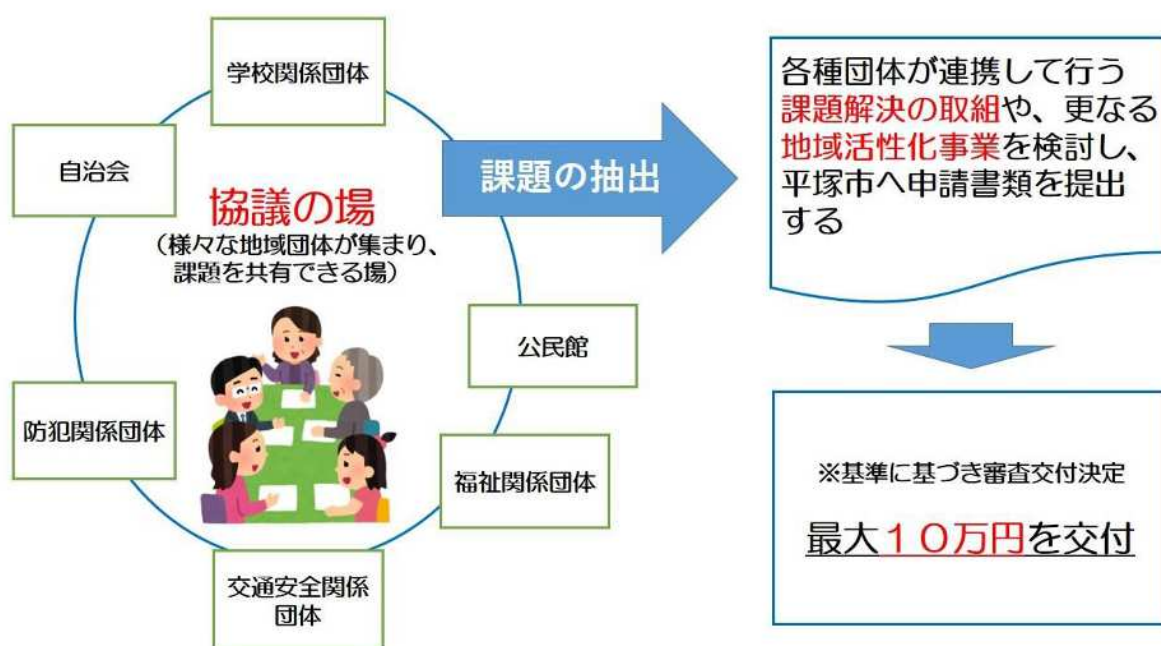 学校関係団体
自治会
協議の場
（様々な地域団体が集まり、
課題を共有できる場）
公民館
防犯関係団体
福祉関係団体
交通安全関係
団体
課題の抽出
各種団体が連携して行う
課題解決の取組や、更なる
地域活性化事業を検討し、
平塚市へ申請書類を提出
する
※基準に基づき審査交付決定
最大１０万円を交付